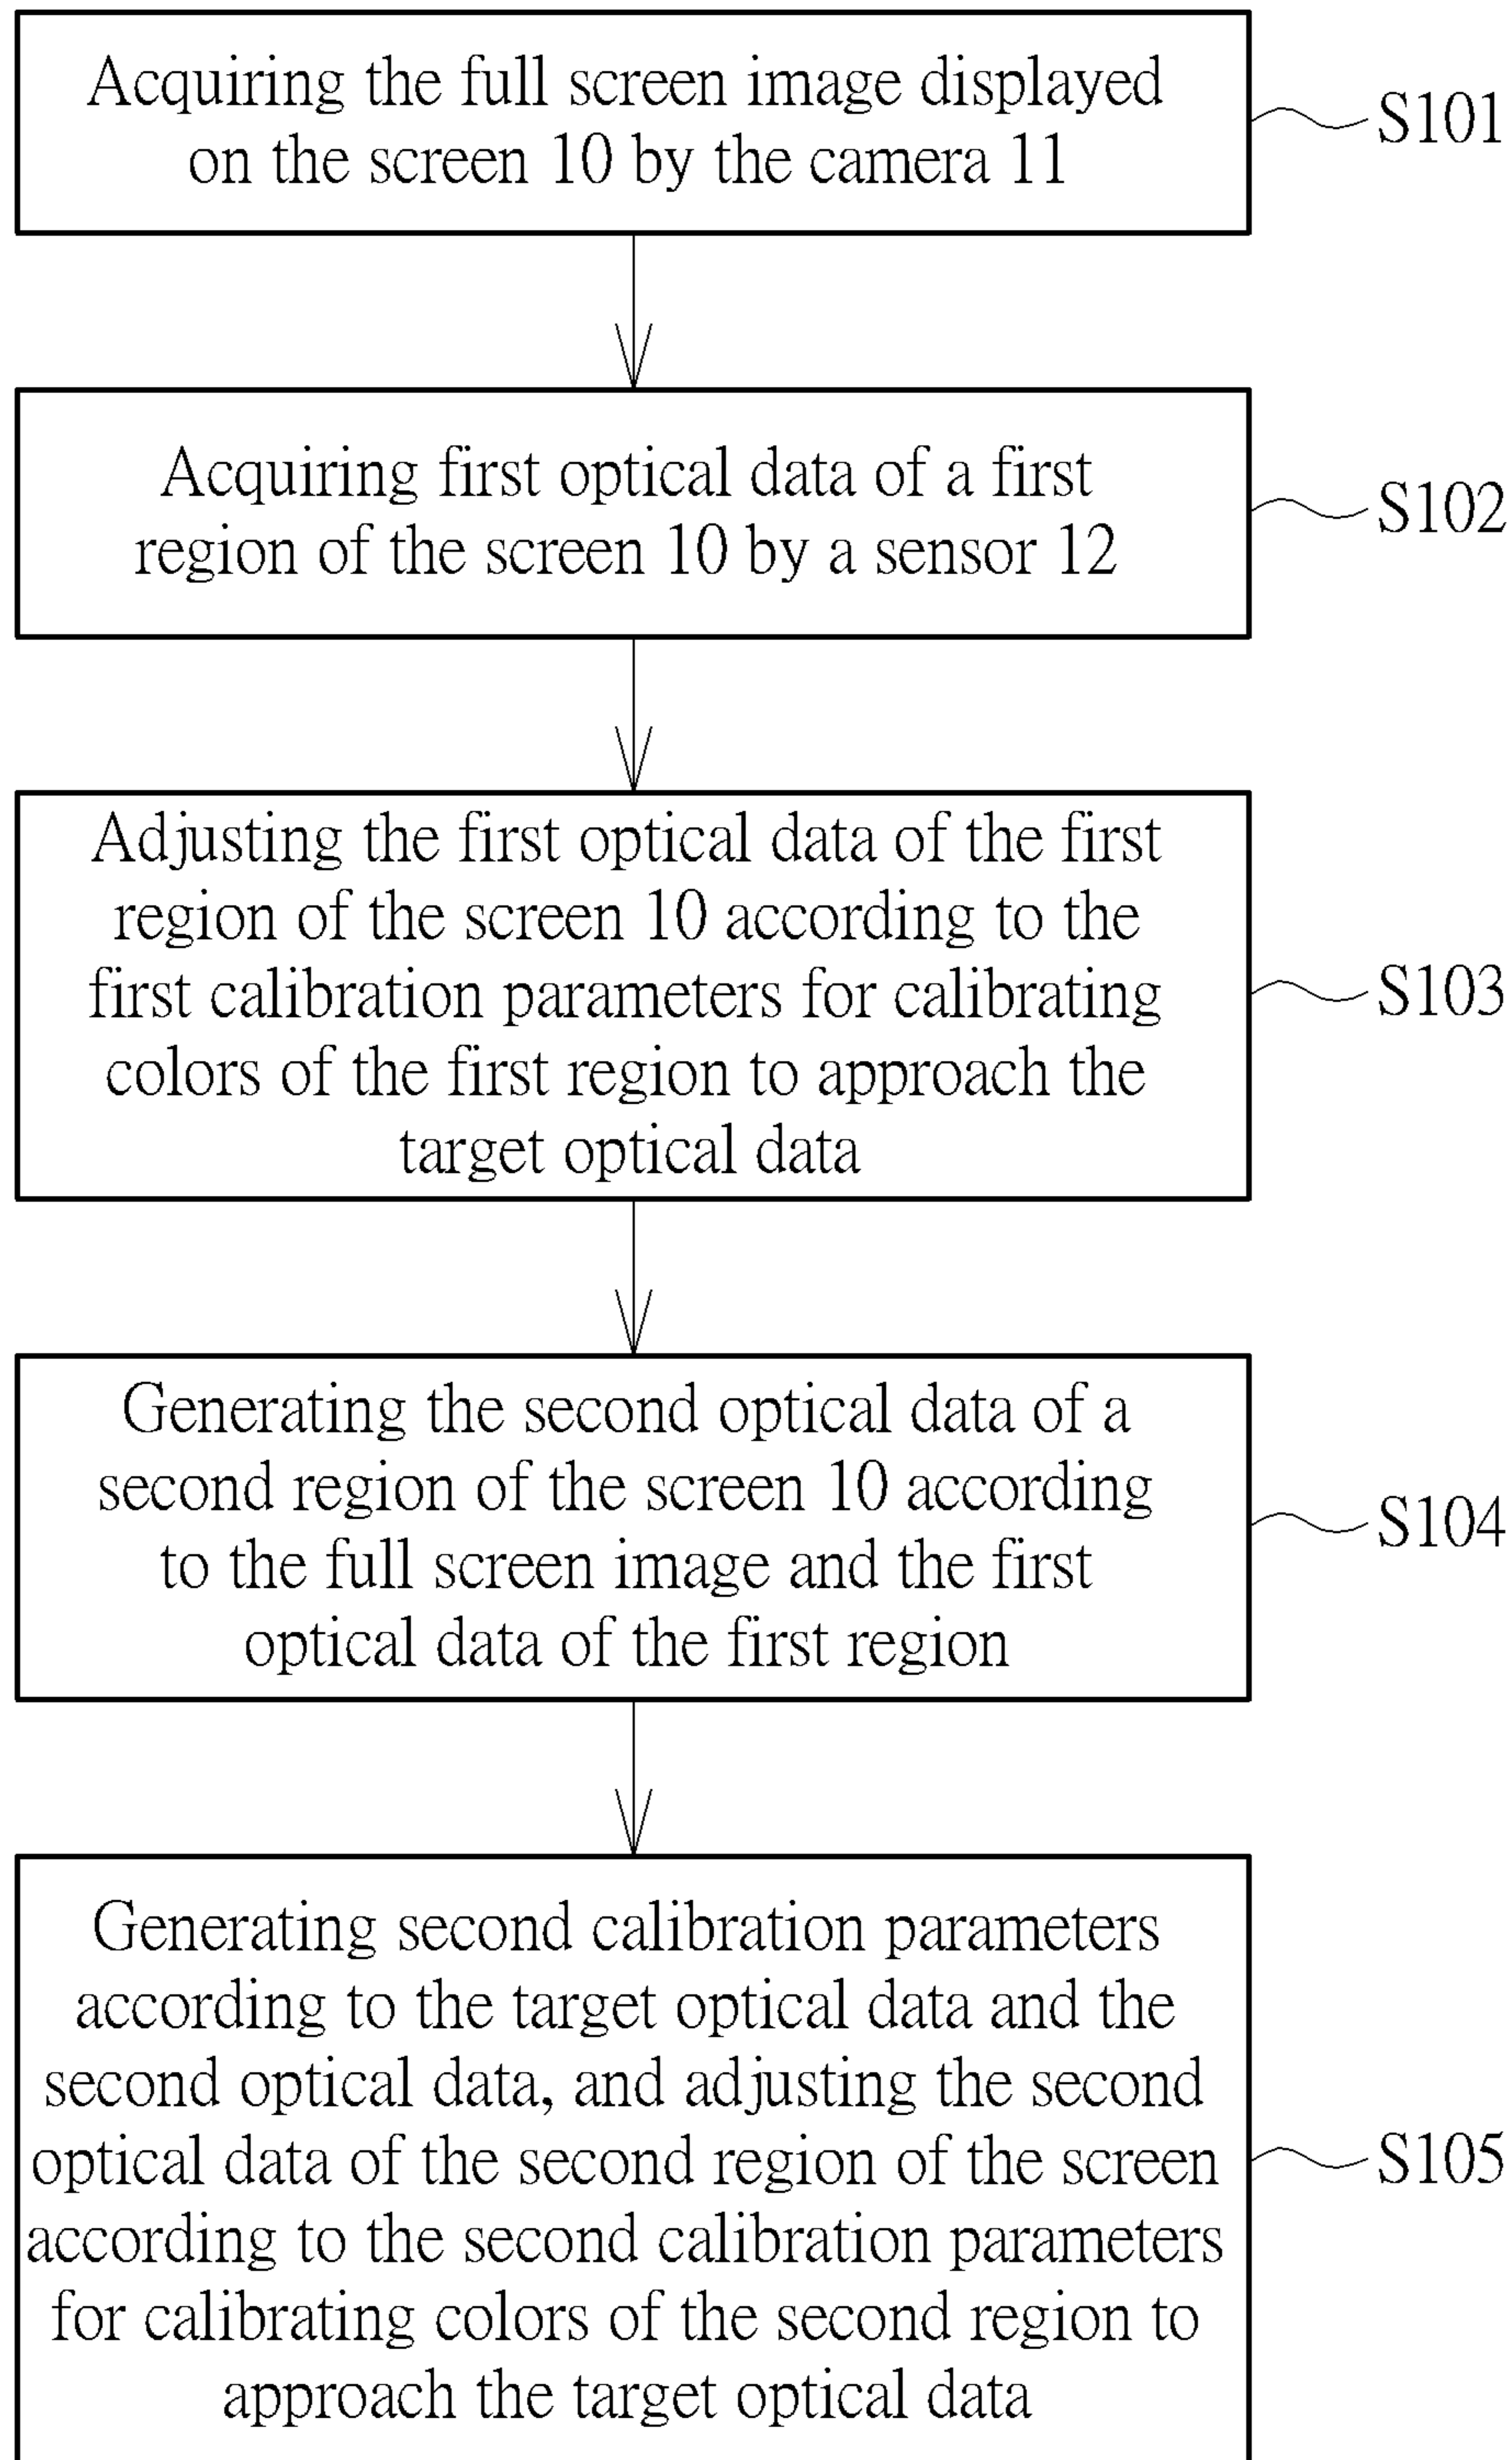 Acquiring the full screen image displayed
on the screen 10 by the camera 11
S101
Acquiring first optical data of a first
region of the screen 10 by a sensor 12
S102
Adjusting the first optical data of the first
region of the screen 10 according to the
first calibration parameters for calibrating
colors of the first region to approach the
target optical data
S103
Generating the second optical data of a
second region of the screen 10 according
to the full screen image and the first
optical data of the first region
S104
Generating second calibration parameters
according to the target optical data and the
second optical data, and adjusting the second
optical data of the second region of the screen
according to the second calibration parameters
for calibrating colors of the second region to
approach the target optical data
S105